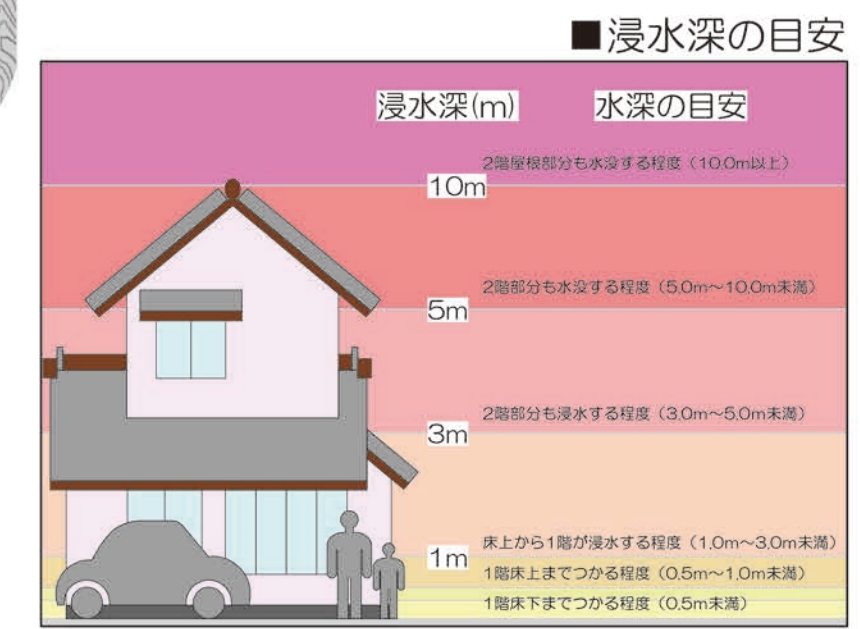 ■浸水深の目安
浸水深(m) 水深の目安
2階屋根部分も水没する程度（10.0m以上）
10m
2階部分も水没する程度（5.0m～10.0m未満）
5m
2階部分も浸水する程度（3.0m～5.0m未満）
3m
床上から1階が浸水する程度（1.0m～3.0m未満）
1m
1階床上までつかる程度（0.5m～1.0m未満）
1階床下までつかる程度（0.5m未満）